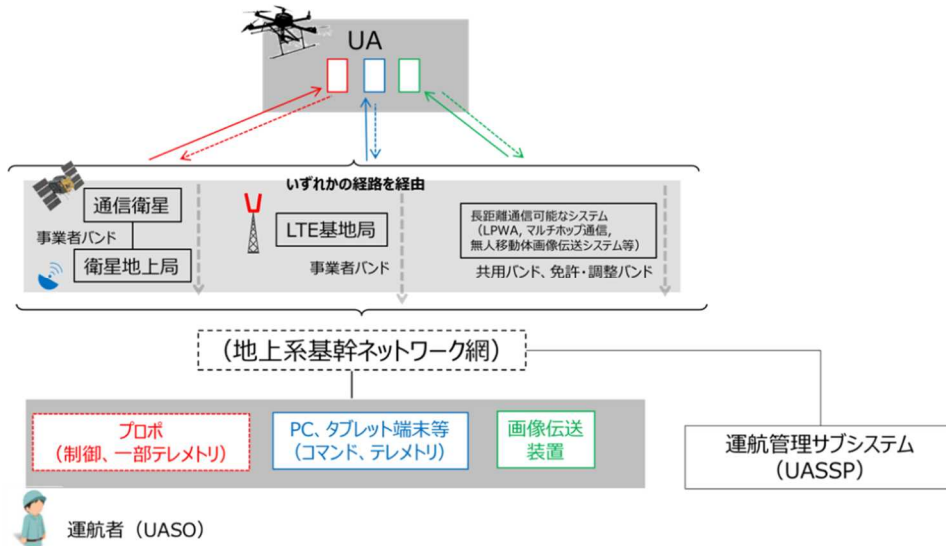 UA
いずれかの経路を経由
通信衛星
事業者バンド
衛星地上局
LTE基地局
事業者バンド
長距離通信可能なシステム
（LPWA, マルチホップ通信,
無人移動体画像伝送システム等）
共用バンド、免許・調整バンド
（地上系基幹ネットワーク網）
プロポ
（制御、一部テレメトリ）
PC、タブレット端末等
（コマンド、テレメトリ）
画像伝送
装置
運航管理サブシステム
（UASSP）
運航者（UASO）